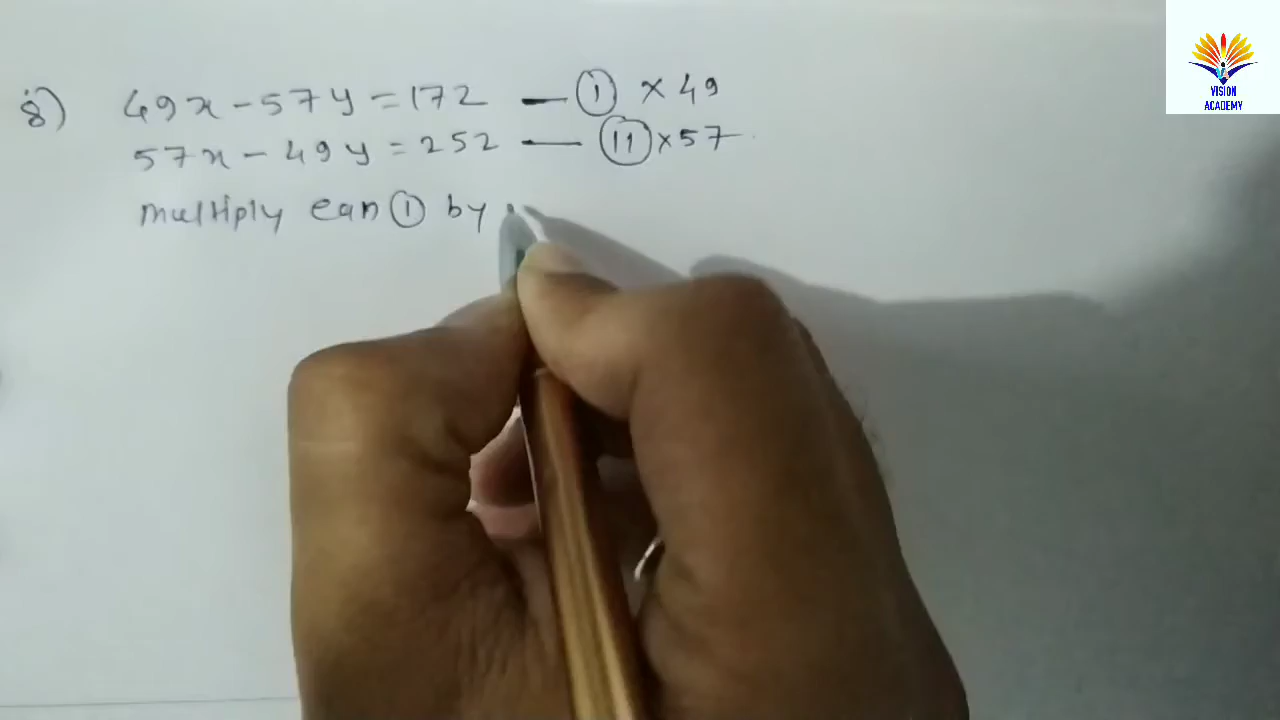 8) 49x - 57y = 172 — (1) × 49
57x - 49y = 252 — (11) × 57
multiply eqn (1) by
VISION
ACADEMY